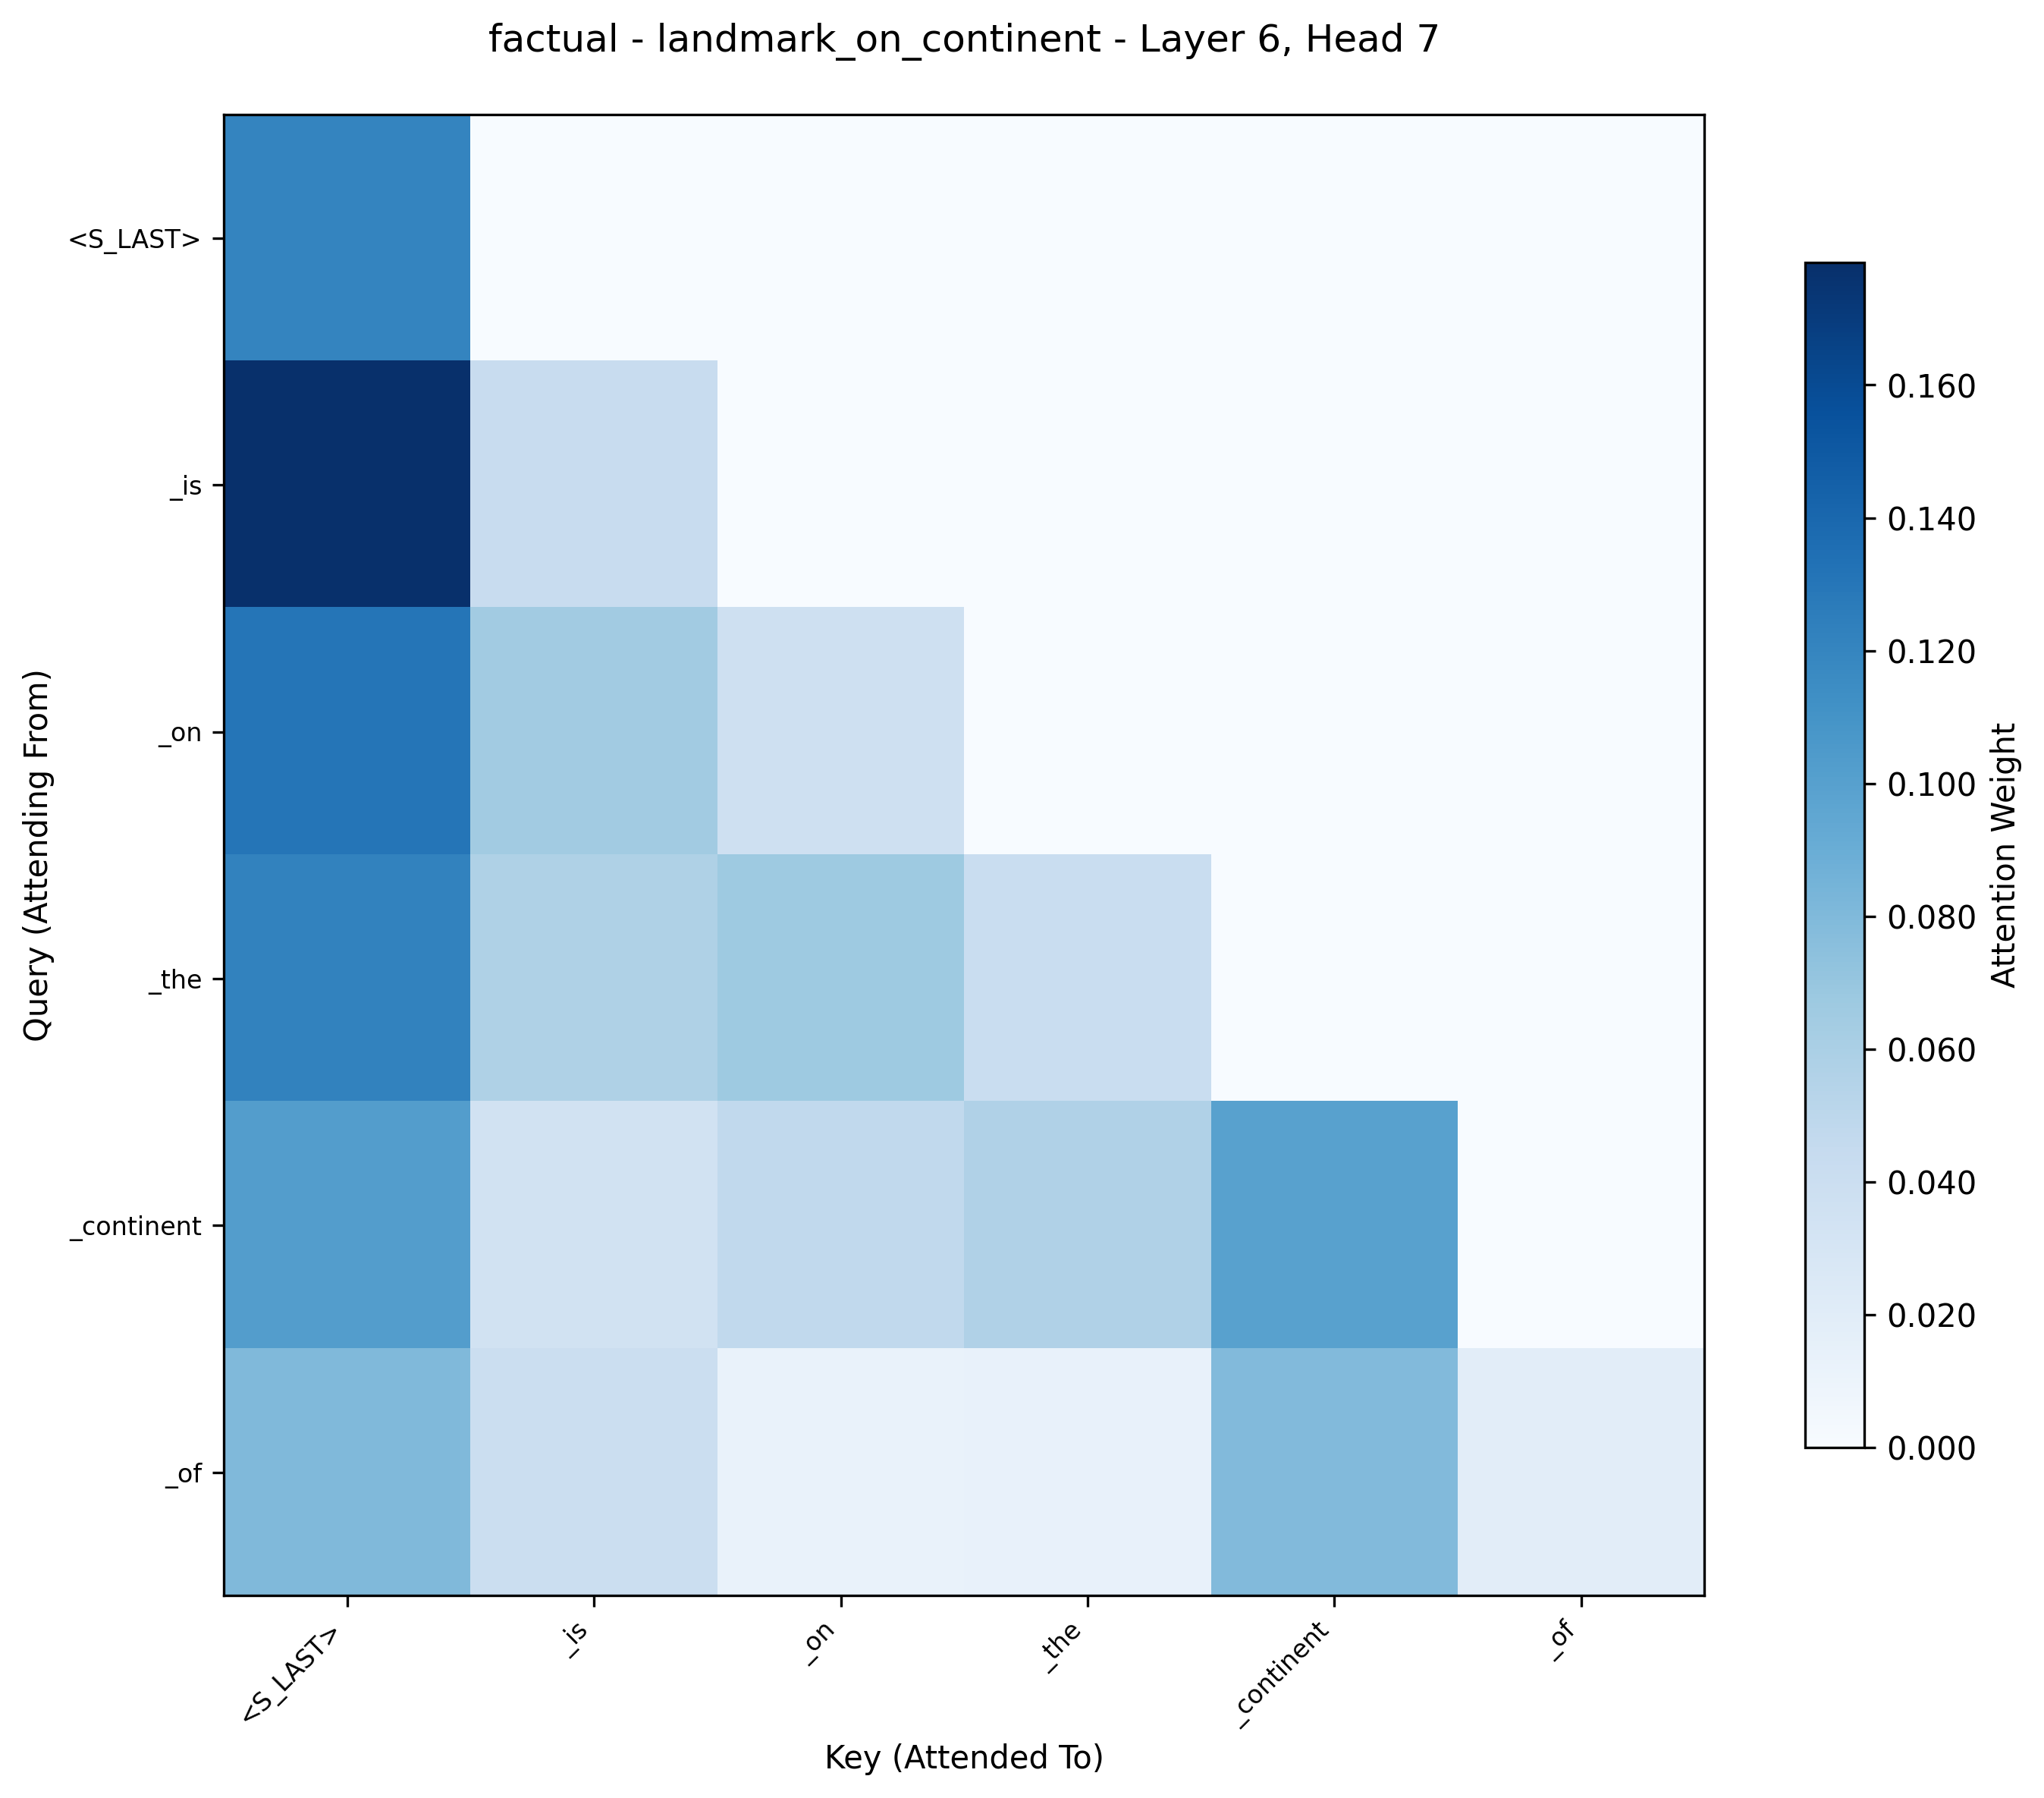 factual - landmark_on_continent - Layer 6, Head 7
Query (Attending From)
<S_LAST>
_is
_on
_the
_continent
_of
<S_LAST>
_is
_on
_the
_continent
_of
Key (Attended To)
0.160
0.140
0.120
0.100
0.080
0.060
0.040
0.020
0.000
Attention Weight